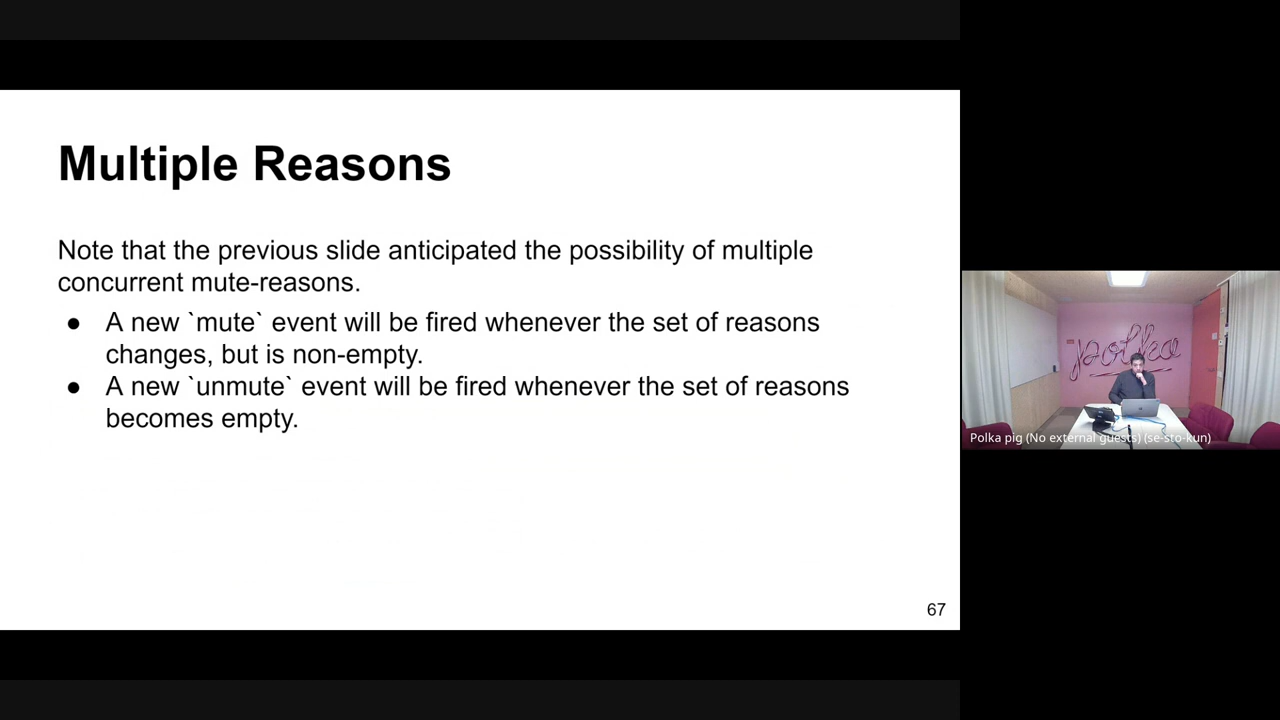 Multiple Reasons
Note that the previous slide anticipated the possibility of multiple
concurrent mute-reasons.
● A new `mute` event will be fired whenever the set of reasons
changes, but is non-empty.
● A new `unmute` event will be fired whenever the set of reasons
becomes empty.
67
polka
Polka pig (No external guests) (se-sto-kun)